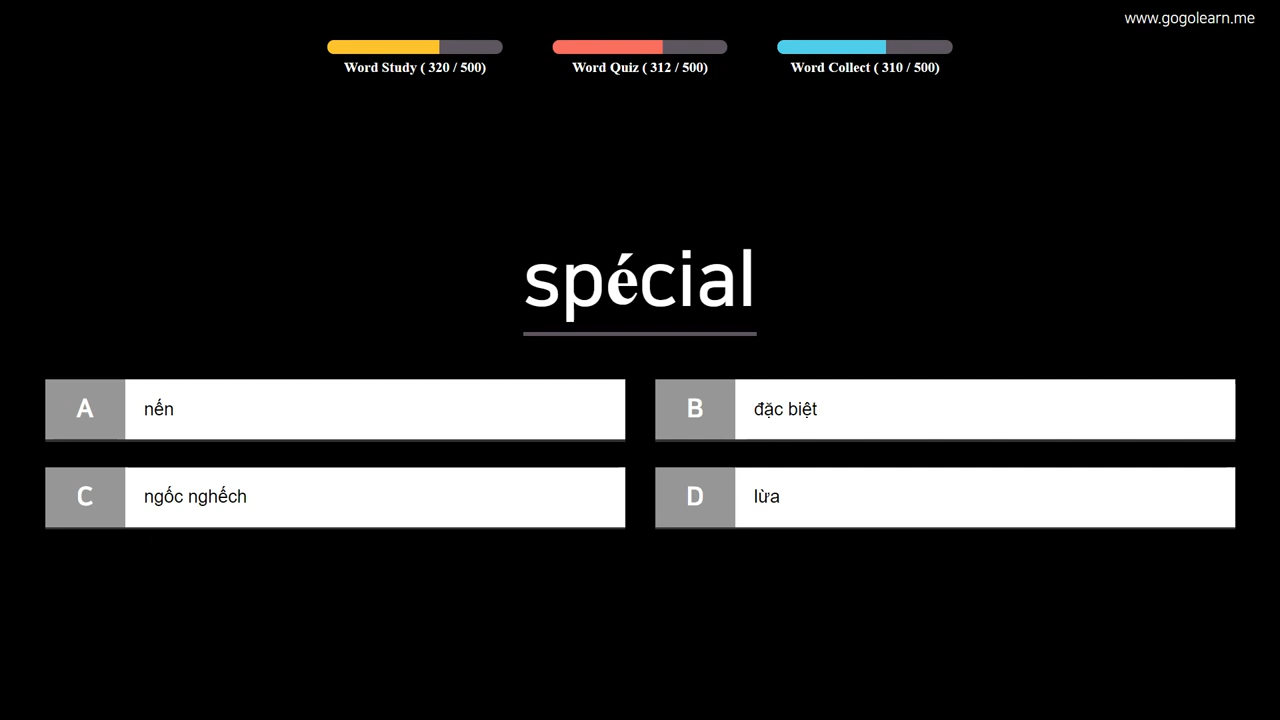 www.gogolearn.me
Word Study ( 320 / 500)
Word Quiz ( 312 / 500)
Word Collect ( 310 / 500)
spécial
A nến
B đặc biệt
C ngốc nghếch
D lừa